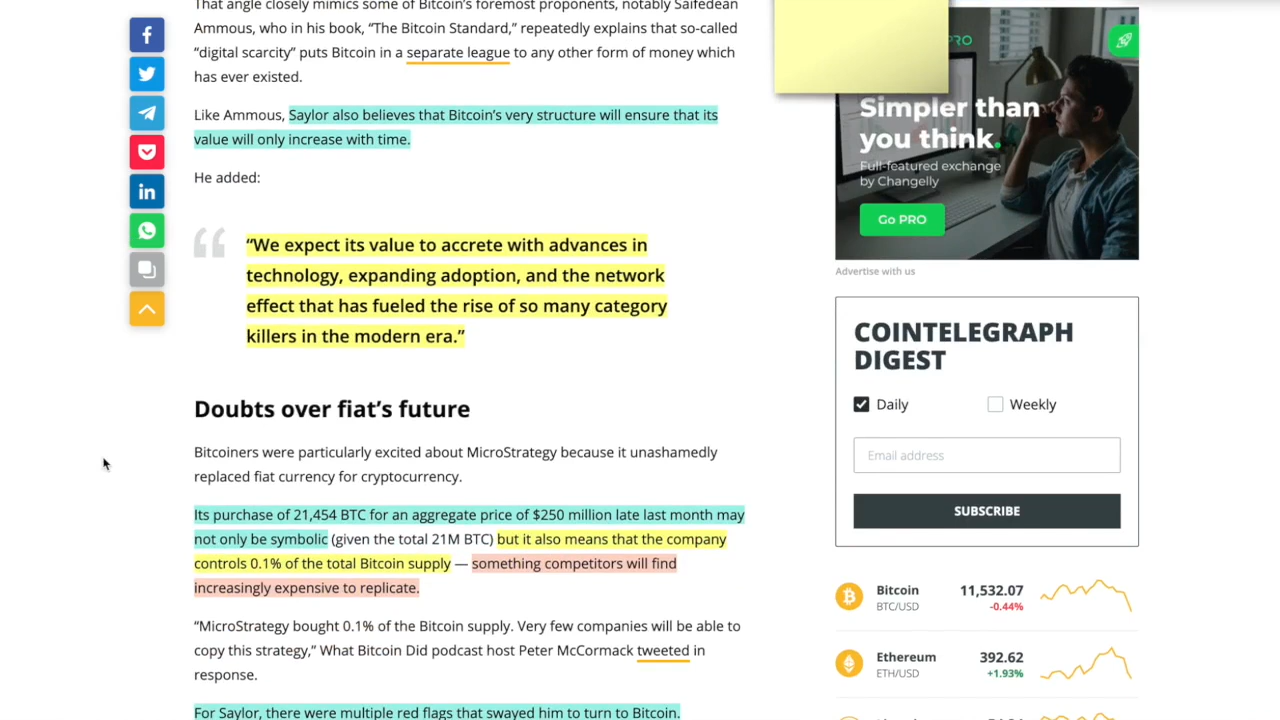 That angle closely mimics some of Bitcoin's foremost proponents, notably Saifedean
Ammous, who in his book, “The Bitcoin Standard,” repeatedly explains that so-called
“digital scarcity” puts Bitcoin in a separate league to any other form of money which
has ever existed.
Like Ammous, Saylor also believes that Bitcoin’s very structure will ensure that its
value will only increase with time.
He added:
“We expect its value to accrete with advances in
technology, expanding adoption, and the network
effect that has fueled the rise of so many category
killers in the modern era.”
Doubts over fiat’s future
Bitcoiners were particularly excited about MicroStrategy because it unashamedly
replaced fiat currency for cryptocurrency.
Its purchase of 21,454 BTC for an aggregate price of $250 million late last month may
not only be symbolic (given the total 21M BTC) but it also means that the company
controls 0.1% of the total Bitcoin supply — something competitors will find
increasingly expensive to replicate.
“MicroStrategy bought 0.1% of the Bitcoin supply. Very few companies will be able to
copy this strategy,” What Bitcoin Did podcast host Peter McCormack tweeted in
response.
For Saylor, there were multiple red flags that swayed him to turn to Bitcoin.
PRO
Simpler than
you think.
Full-featured exchange
by Changelly
Go PRO
Advertise with us
COINTELEGRAPH
DIGEST
Daily
Weekly
Email address
SUBSCRIBE
Bitcoin 11,532.07
BTC/USD -0.44%
Ethereum 392.62
ETH/USD +1.93%